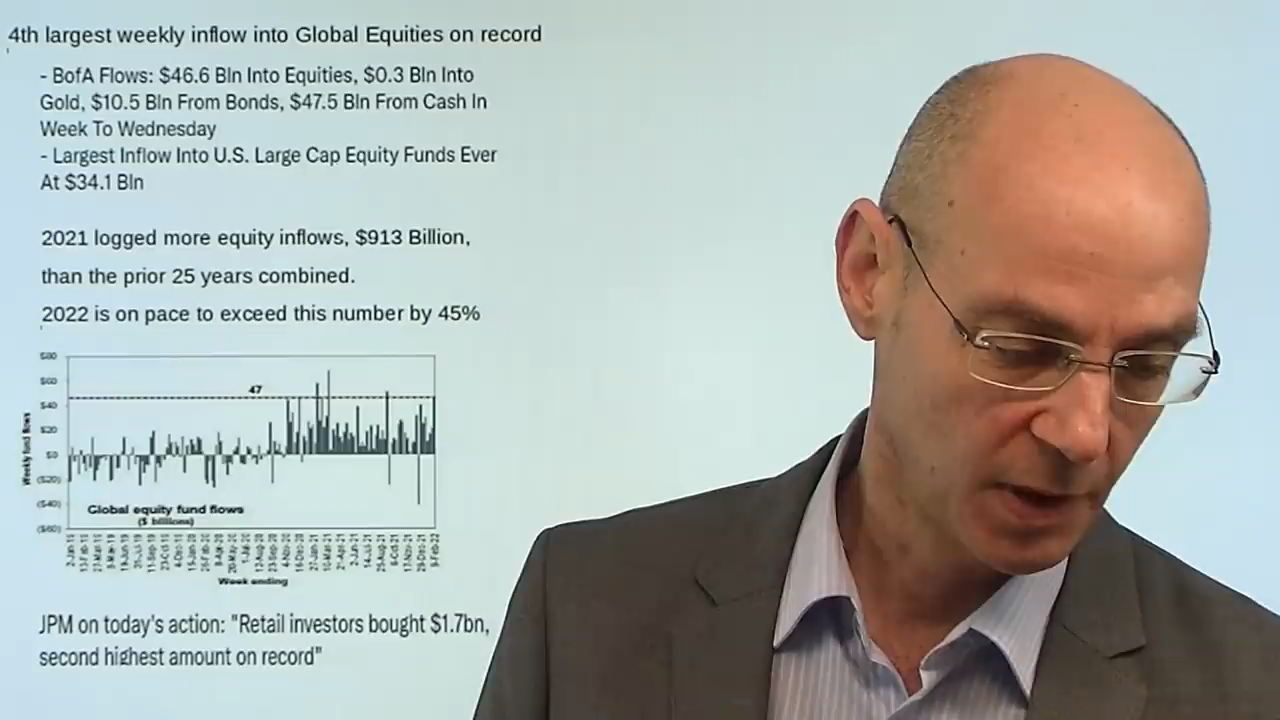 4th largest weekly inflow into Global Equities on record
- BofA Flows: $46.6 Bln Into Equities, $0.3 Bln Into
Gold, $10.5 Bln From Bonds, $47.5 Bln From Cash In
Week To Wednesday
- Largest Inflow Into U.S. Large Cap Equity Funds Ever
At $34.1 Bln
2021 logged more equity inflows, $913 Billion,
than the prior 25 years combined.
2022 is on pace to exceed this number by 45%
$80
$60
$40
$20
$0
($20)
($40)
($60)
Weekly fund flows
47
Global equity fund flows
($ billions)
Week ending
JPM on today's action: "Retail investors bought $1.7bn,
second highest amount on record"